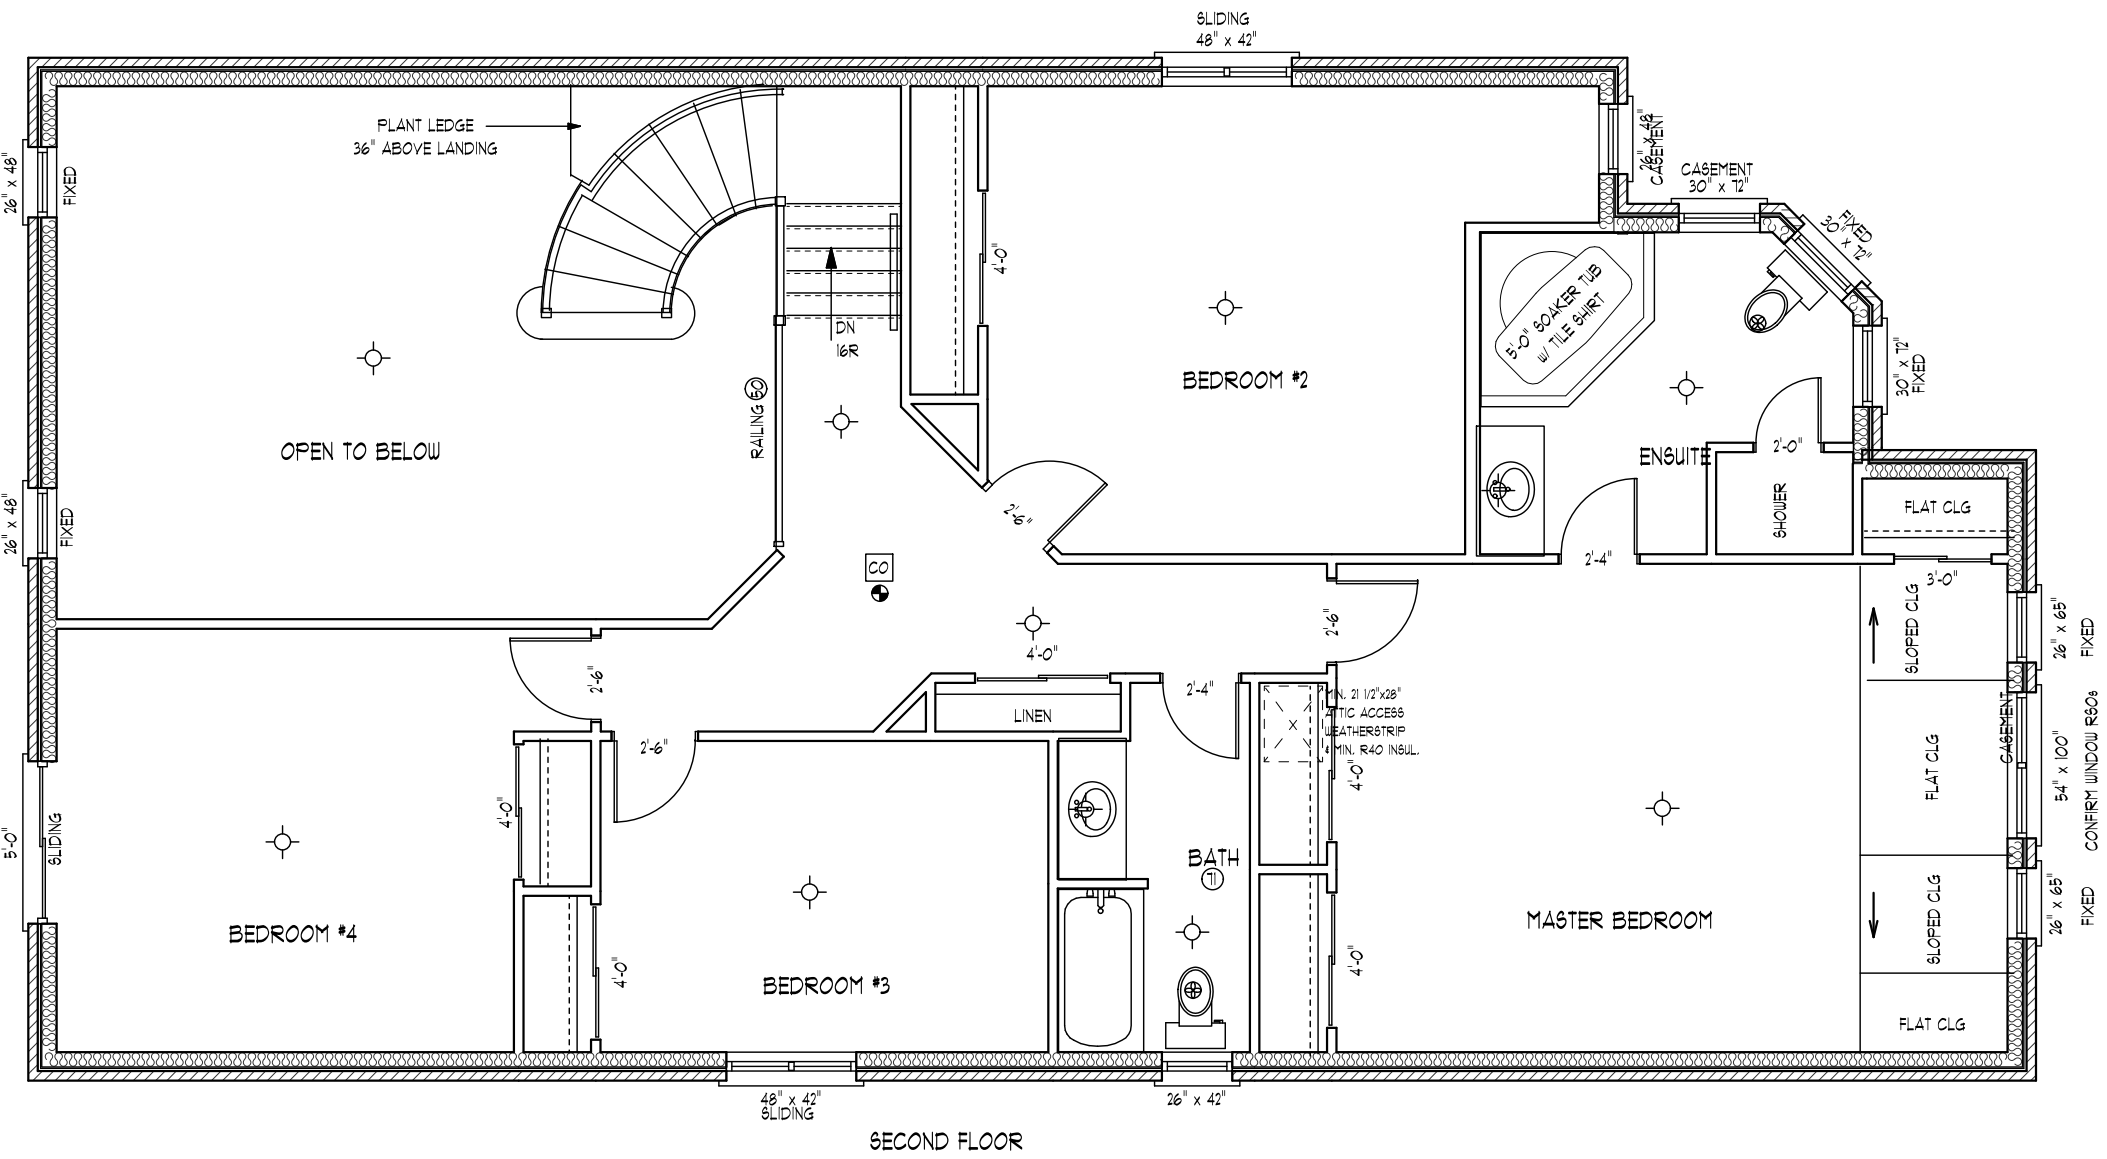 SLIDING
48" x 42"
PLANT LEDGE
36" ABOVE LANDING
26" x 48"
FIXED
26" x 48"
CASEMENT
CASEMENT
30" x 72"
FIXED
30" x 72"
4'-0"
5'-0" SOAKER TUB
W/ TILE SHIRT
DN
16R
30" x 72"
FIXED
BEDROOM #2
RAILING 50
OPEN TO BELOW
ENSUITE
2'-0"
26" x 48"
FIXED
2'-6"
SHOWER
FLAT CLG
CO
2'-4"
3'-0"
2'-6"
SLOPED CLG
26" x 65"
FIXED
4'-0"
2'-6"
2'-4"
MIN. 21 1/2"x28"
ATTIC ACCESS
WEATHERSTRIP
& MIN. R40 INSUL.
LINEN
CASEMENT
2'-6"
FLAT CLG
54" x 100"
CONFIRM WINDOW RSOs
4'-0"
4'-0"
5'-0"
SLIDING
BATH
71
MASTER BEDROOM
SLOPED CLG
26" x 65"
FIXED
BEDROOM #4
4'-0"
4'-0"
BEDROOM #3
FLAT CLG
48" x 42"
SLIDING
26" x 42"
SECOND FLOOR